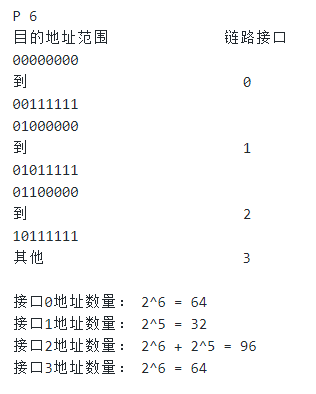 P 6
目的地址范围 链路接口
00000000
到 0
00111111
01000000
到 1
01011111
01100000
到 2
10111111
其他 3
接口0地址数量： 2^6 = 64
接口1地址数量： 2^5 = 32
接口2地址数量： 2^6 + 2^5 = 96
接口3地址数量： 2^6 = 64